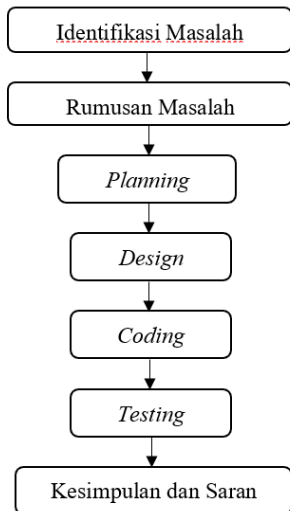 Identifikasi Masalah
Rumusan Masalah
Planning
Design
Coding
Testing
Kesimpulan dan Saran